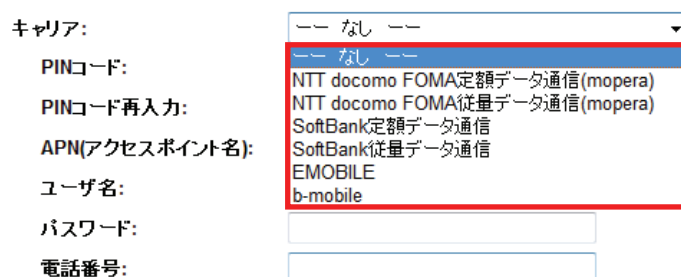 キャリア: ーー なし ーー
ーー なし ーー
PINコード:
NTT docomo FOMA定額データ通信(mopera)
PINコード再入力:
NTT docomo FOMA従量データ通信(mopera)
SoftBank定額データ通信
APN(アクセスポイント名):
SoftBank従量データ通信
EMOBILE
ユーザ名:
b-mobile
パスワード:
電話番号: